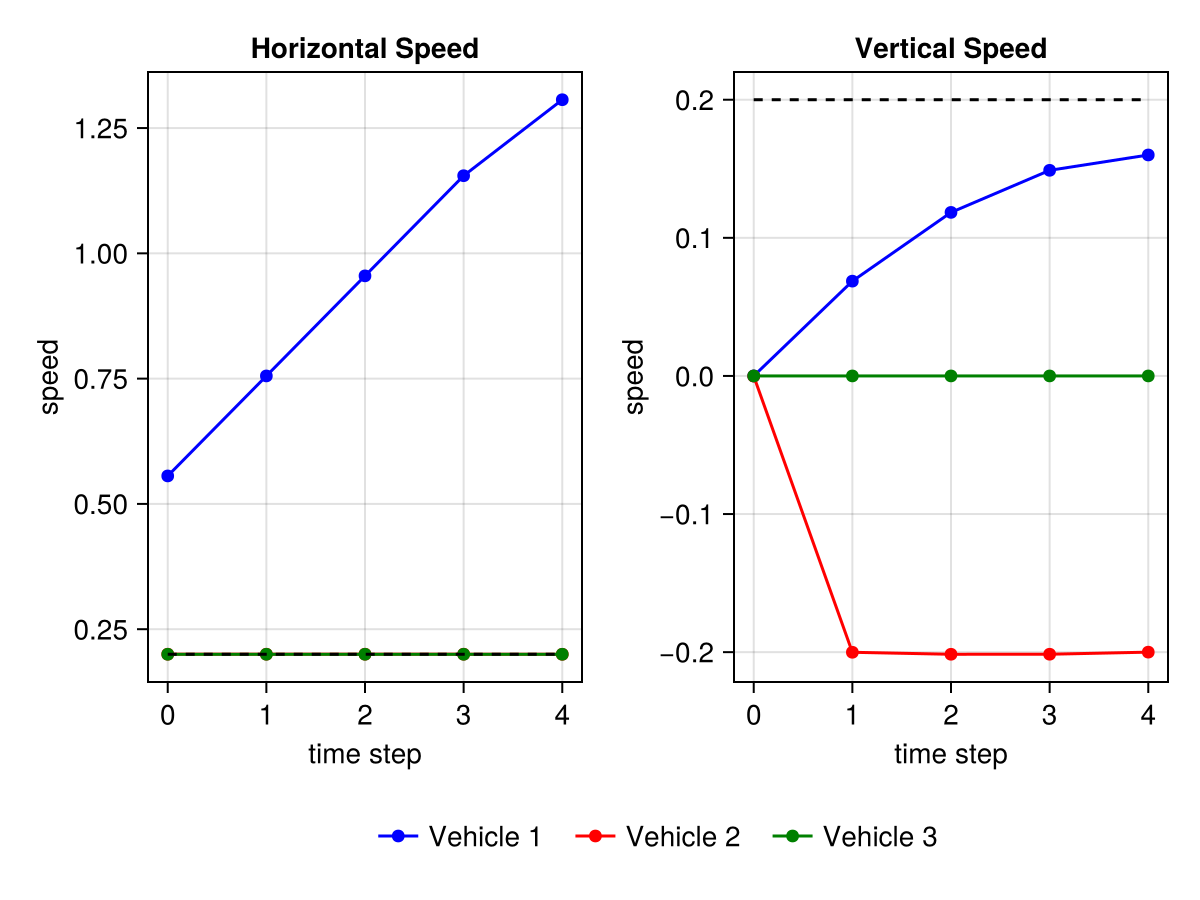 Horizontal Speed
speed
1.25
1.00
0.75
0.50
0.25
0 1 2 3 4
time step
Vertical Speed
speed
0.2
0.1
0.0
−0.1
−0.2
0 1 2 3 4
time step
Vehicle 1 Vehicle 2 Vehicle 3